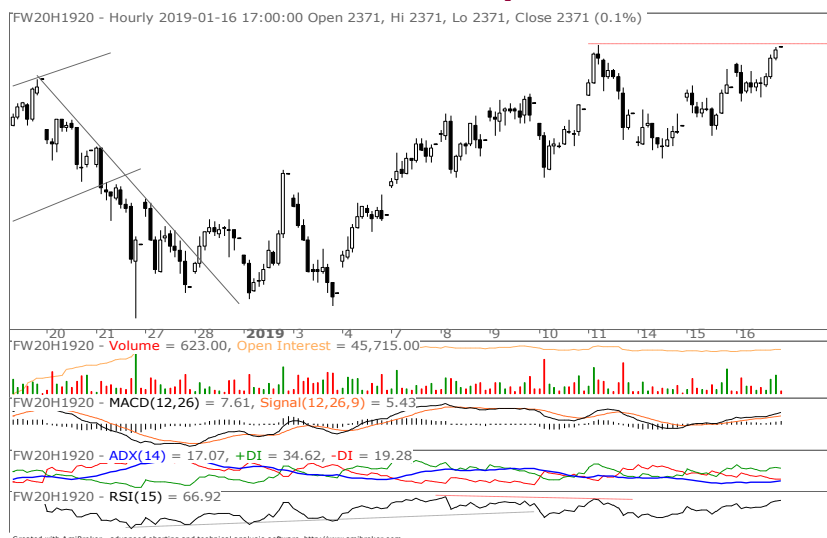 FW20H1920 - Hourly 2019-01-16 17:00:00 Open 2371, Hi 2371, Lo 2371, Close 2371 (0.1%)
20 21 27 28 2019 3 4 7 8 9 10 11 14 15 16
FW20H1920 - Volume = 623.00, Open Interest = 45,715.00
FW20H1920 - MACD(12,26) = 7.61, Signal(12,26,9) = 5.43
FW20H1920 - ADX(14) = 17.07, +DI = 34.62, -DI = 19.28
FW20H1920 - RSI(15) = 66.92